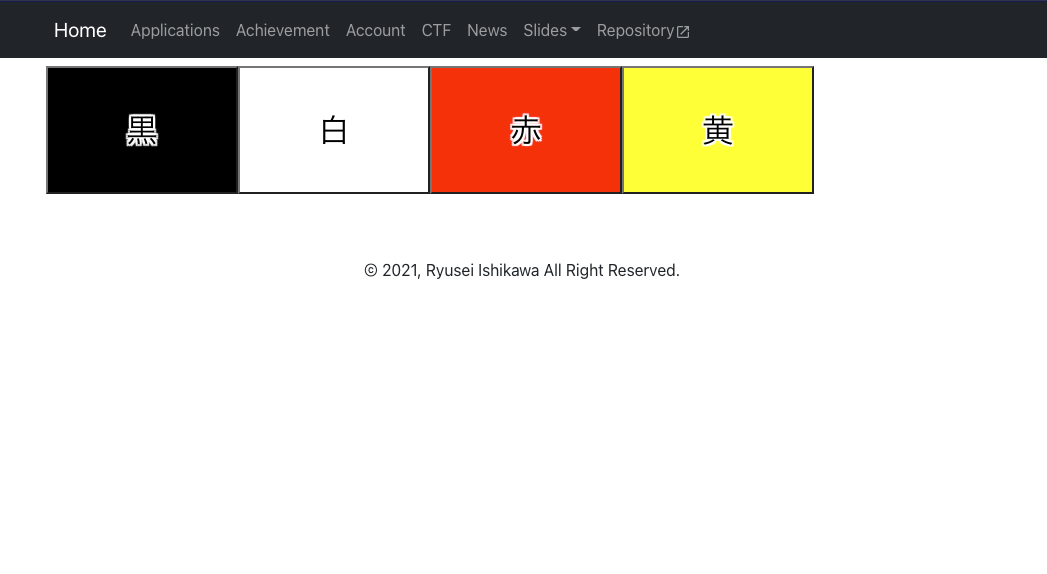 Home Applications Achievement Account CTF News Slides Repository
黒 白 赤 黄
© 2021, Ryusei Ishikawa All Right Reserved.